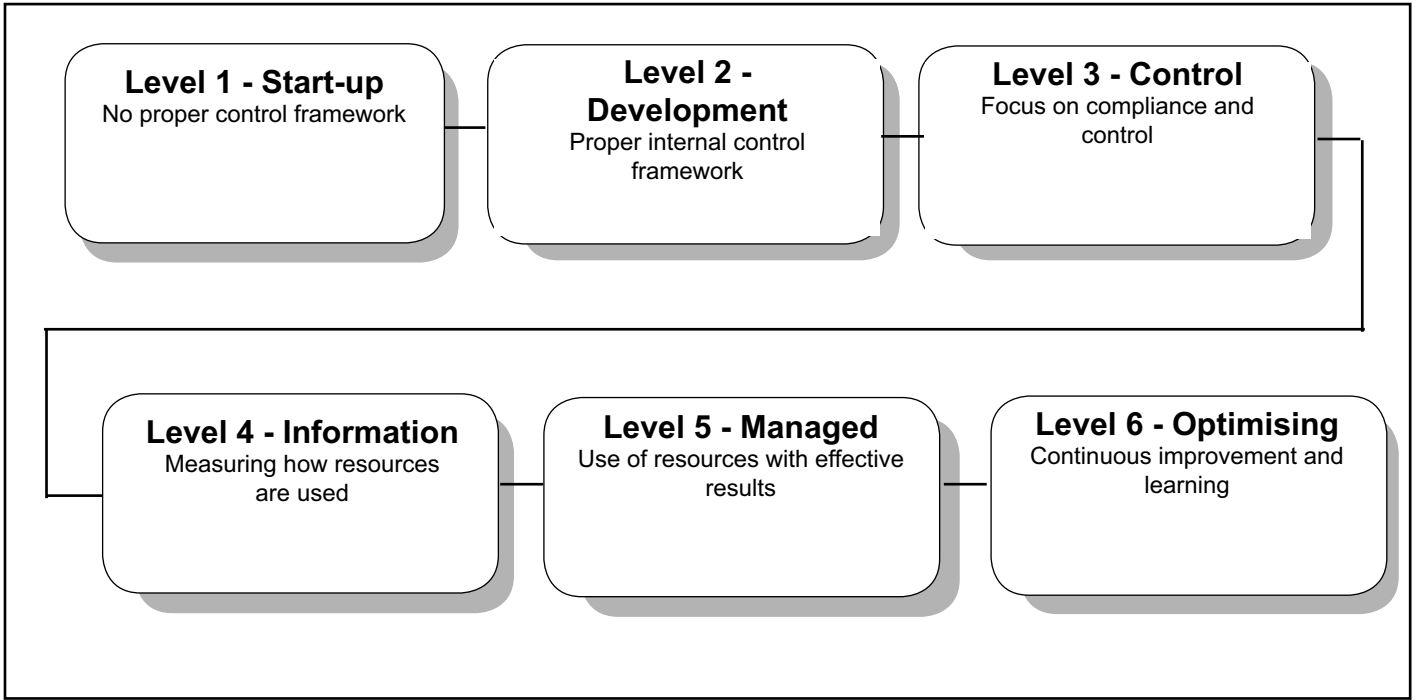 Level 1 - Start-up
No proper control framework
Level 2 -
Development
Proper internal control
framework
Level 3 - Control
Focus on compliance and
control
Level 4 - Information
Measuring how resources
are used
Level 5 - Managed
Use of resources with effective
results
Level 6 - Optimising
Continuous improvement and
learning